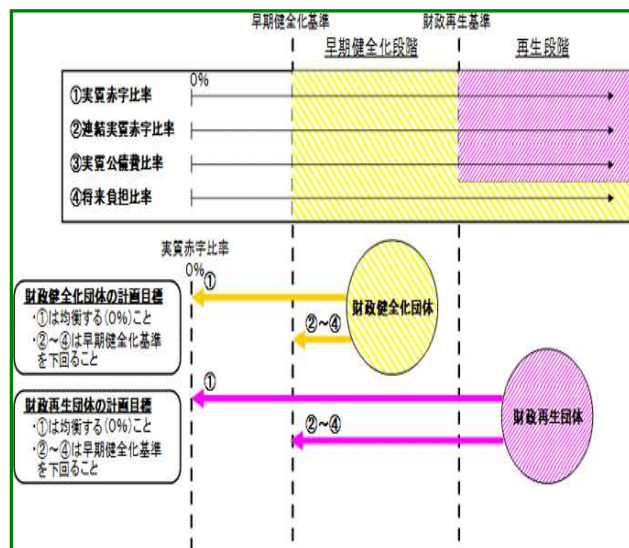 早期健全化基準
財政再生基準
早期健全化段階
再生段階
0%
①実質赤字比率
②連結実質赤字比率
③実質公債費比率
④将来負担比率
実質赤字比率
0%
①
財政健全化団体の計画目標
・①は均衡する(0%)こと
・②~④は早期健全化基準
を下回ること
②~④
財政健全化団体
財政再生団体の計画目標
・①は均衡する(0%)こと
・②~④は早期健全化基準
を下回ること
①
②~④
財政再生団体